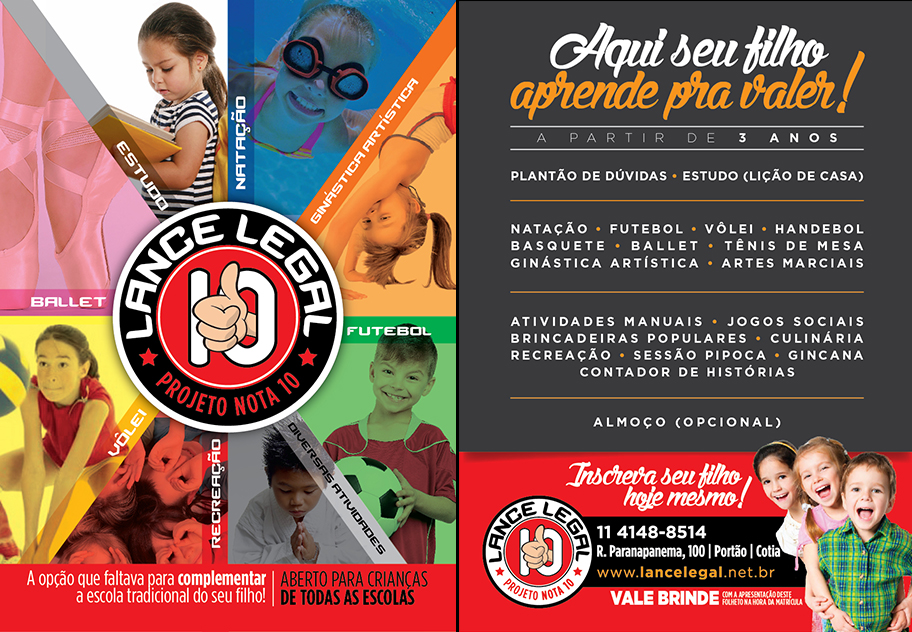 ESTUDO
NATAÇÃO
GINÁSTICA ARTÍSTICA
BALLET
LANCE LEGAL
10
PROJETO NOTA 10
FUTEBOL
VÔLEI
RECREAÇÃO
DIVERSAS ATIVIDADES
A opção que faltava para complementar
a escola tradicional do seu filho!
ABERTO PARA CRIANÇAS
DE TODAS AS ESCOLAS
Aqui seu filho
aprende pra valer!
A PARTIR DE 3 ANOS
PLANTÃO DE DÚVIDAS • ESTUDO (LIÇÃO DE CASA)
NATAÇÃO • FUTEBOL • VÔLEI • HANDEBOL
BASQUETE • BALLET • TÊNIS DE MESA
GINÁSTICA ARTÍSTICA • ARTES MARCIAIS
ATIVIDADES MANUAIS • JOGOS SOCIAIS
BRINCADEIRAS POPULARES • CULINÁRIA
RECREAÇÃO • SESSÃO PIPOCA • GINCANA
CONTADOR DE HISTÓRIAS
ALMOÇO (OPCIONAL)
Inscreva seu filho
hoje mesmo!
LANCE LEGAL
10
PROJETO NOTA 10
11 4148-8514
R. Paranapanema, 100 | Portão | Cotia
www.lancelegal.net.br
VALE BRINDE COM A APRESENTAÇÃO DESTE
FOLHETO NA HORA DA MATRÍCULA